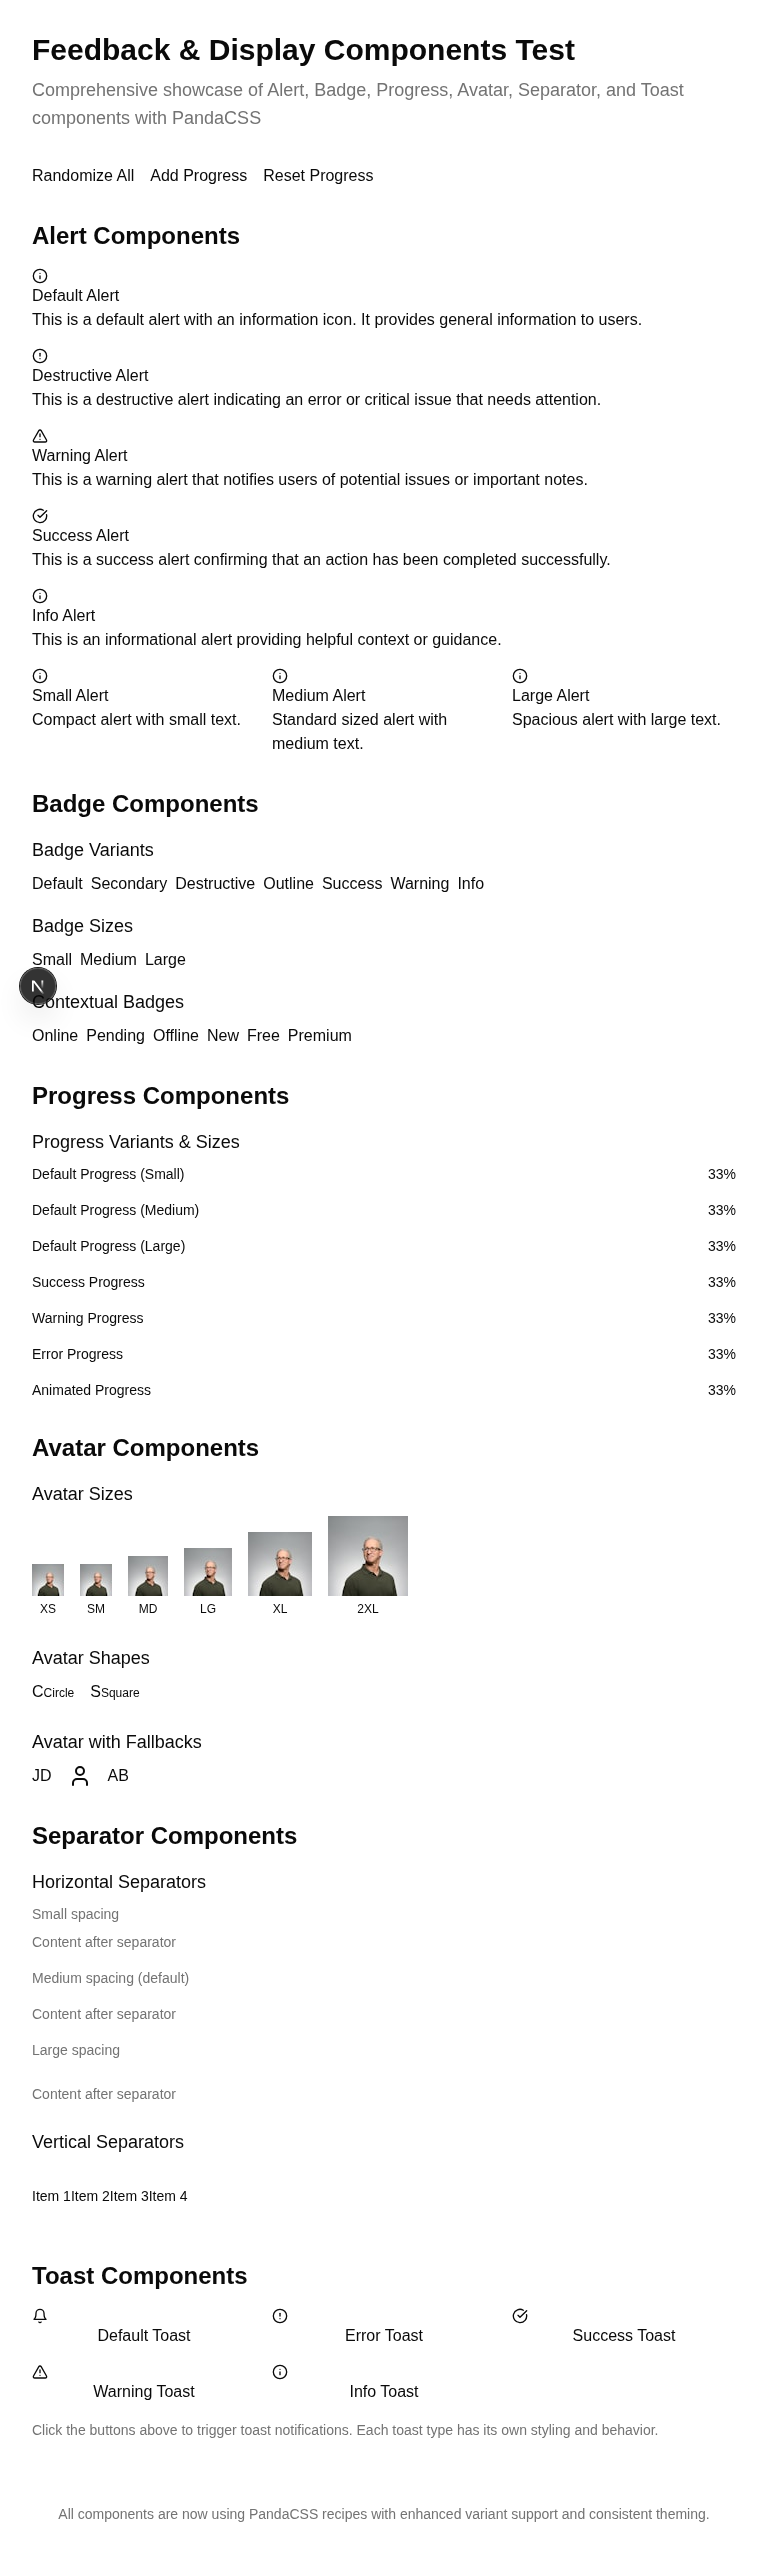 Feedback & Display Components Test
Comprehensive showcase of Alert, Badge, Progress, Avatar, Separator, and Toast
components with PandaCSS
Randomize All Add Progress Reset Progress
Alert Components
Default Alert
This is a default alert with an information icon. It provides general information to users.
Destructive Alert
This is a destructive alert indicating an error or critical issue that needs attention.
Warning Alert
This is a warning alert that notifies users of potential issues or important notes.
Success Alert
This is a success alert confirming that an action has been completed successfully.
Info Alert
This is an informational alert providing helpful context or guidance.
Small Alert Medium Alert Large Alert
Compact alert with small text. Standard sized alert with Spacious alert with large text.
medium text.
Badge Components
Badge Variants
Default Secondary Destructive Outline Success Warning Info
Badge Sizes
Small Medium Large
N
Contextual Badges
Online Pending Offline New Free Premium
Progress Components
Progress Variants & Sizes
Default Progress (Small) 33%
Default Progress (Medium) 33%
Default Progress (Large) 33%
Success Progress 33%
Warning Progress 33%
Error Progress 33%
Animated Progress 33%
Avatar Components
Avatar Sizes
XS SM MD LG XL 2XL
Avatar Shapes
CCircle SSquare
Avatar with Fallbacks
JD AB
Separator Components
Horizontal Separators
Small spacing
Content after separator
Medium spacing (default)
Content after separator
Large spacing
Content after separator
Vertical Separators
Item 1Item 2Item 3Item 4
Toast Components
Default Toast Error Toast Success Toast
Warning Toast Info Toast
Click the buttons above to trigger toast notifications. Each toast type has its own styling and behavior.
All components are now using PandaCSS recipes with enhanced variant support and consistent theming.